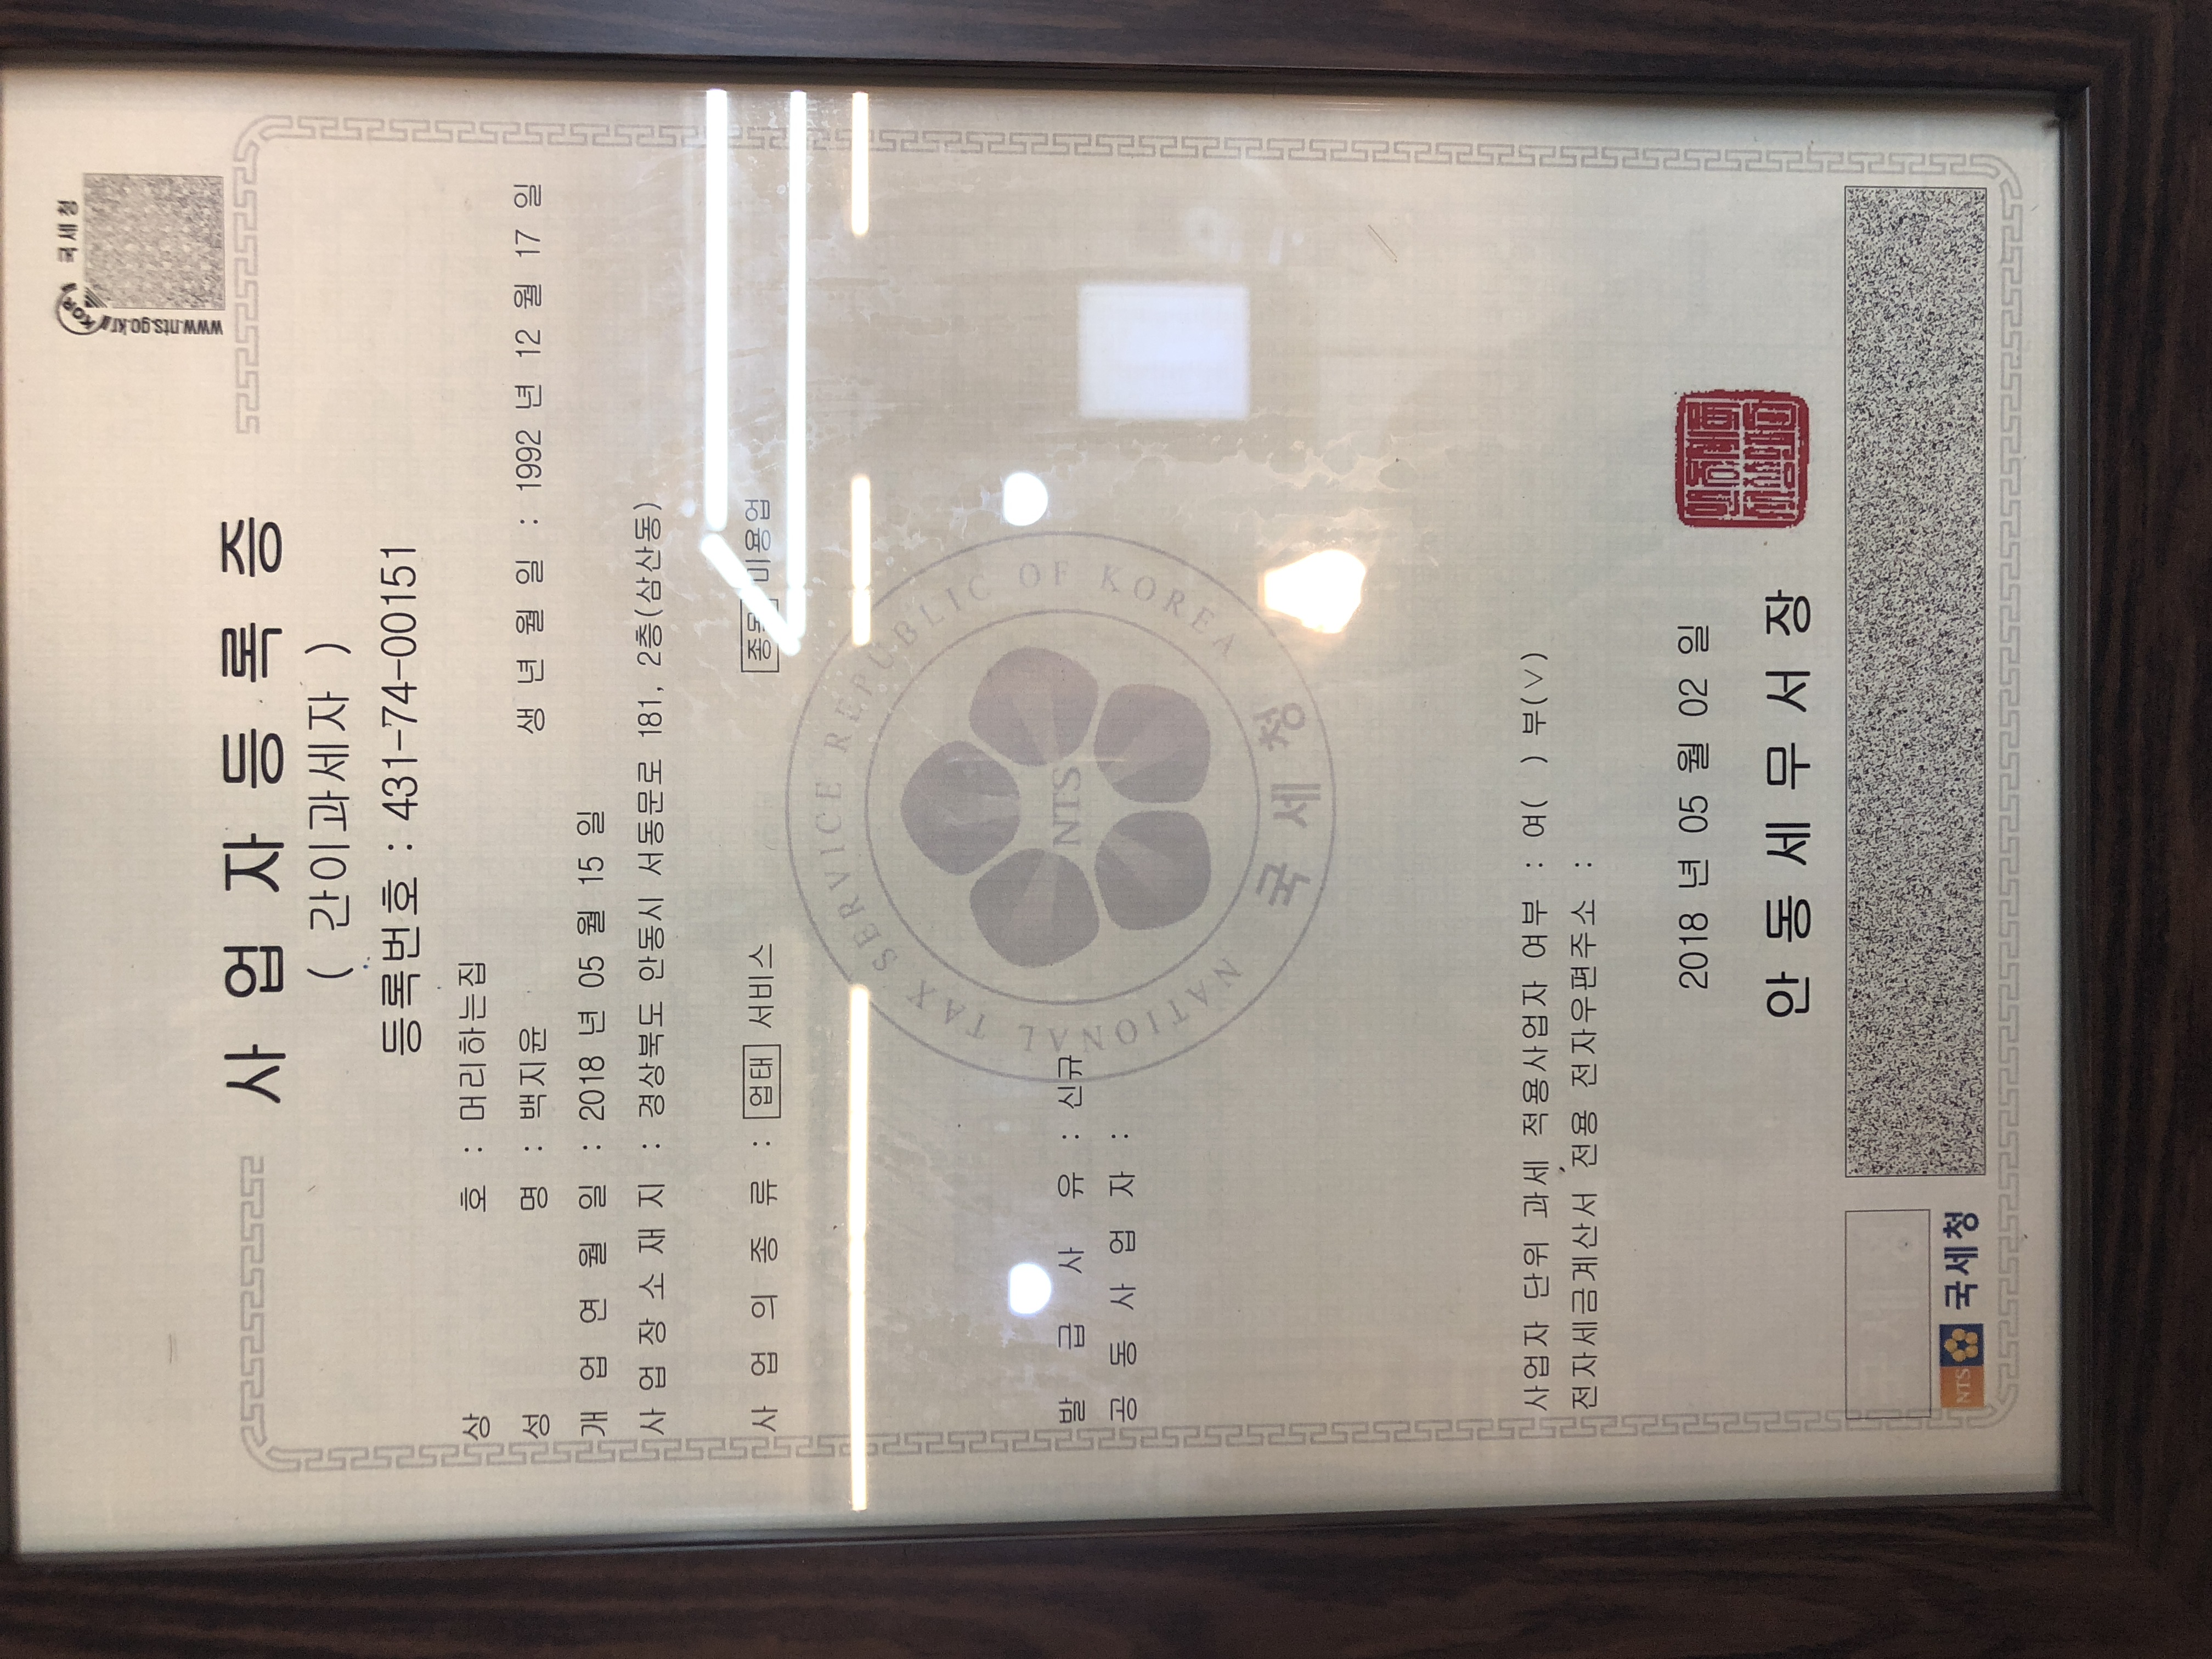 국세청
www.nts.go.kr
사업자등록증
( 간이과세자 )
등록번호 : 431-74-00151
상 호 : 머리하는집
성 명 : 백지윤 생 년 월 일 : 1992 년 12 월 17 일
개 업 연 월 일 : 2018 년 05 월 15 일
사 업 장 소 재 지 : 경상북도 안동시 서동문로 181, 2층(삼산동)
사 업 의 종 류 : 업태 서비스 종목 미용업
NATIONAL TAX SERVICE REPUBLIC OF KOREA
NTS
국세청
발 급 사 유 : 신규
공 동 사 업 자 :
사업자 단위 과세 적용사업자 여부 : 여( ) 부(∨)
전자세금계산서 전용 전자우편주소 :
2018 년 05 월 02 일
안 동 세 무 서 장
NTS 국세청